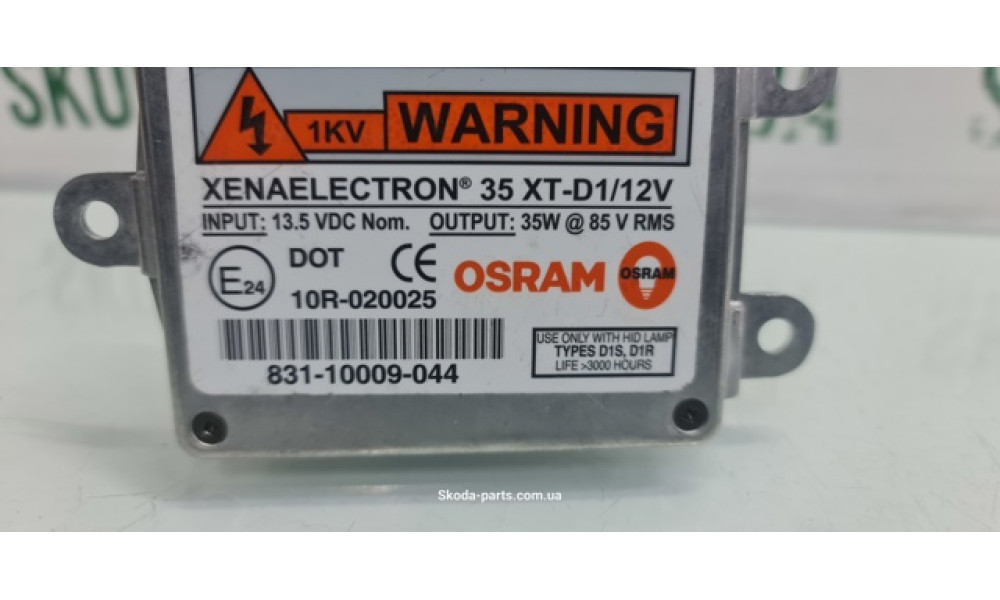 SKO
1KV WARNING
XENAELECTRON® 35 XT-D1/12V
INPUT: 13.5 VDC Nom. OUTPUT: 35W @ 85 V RMS
E24 DOT CE OSRAM OSRAM
10R-020025
USE ONLY WITH HID LAMP
TYPES D1S, D1R
LIFE >3000 HOURS
831-10009-044
Skoda-parts.com.ua